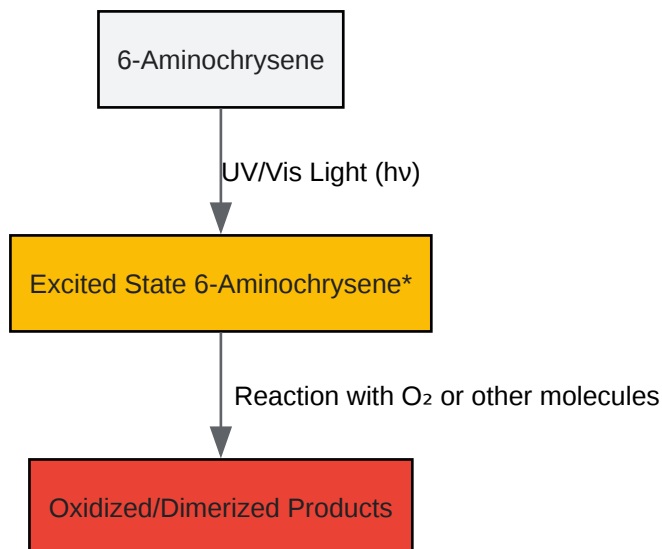 6-Aminochrysene
UV/Vis Light (hν)
Excited State 6-Aminochrysene*
Reaction with O₂ or other molecules
Oxidized/Dimerized Products